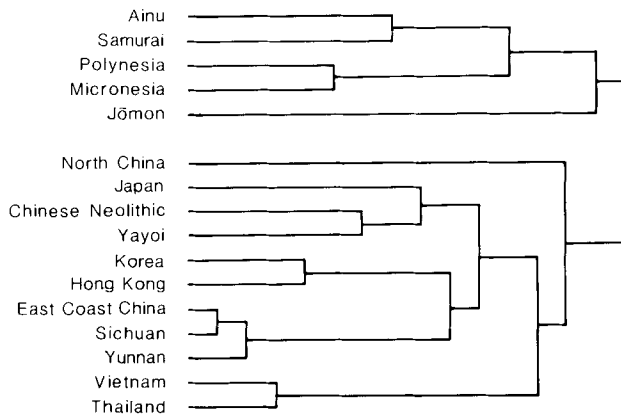 Ainu
Samurai
Polynesia
Micronesia
Jōmon
North China
Japan
Chinese Neolithic
Yayoi
Korea
Hong Kong
East Coast China
Sichuan
Yunnan
Vietnam
Thailand